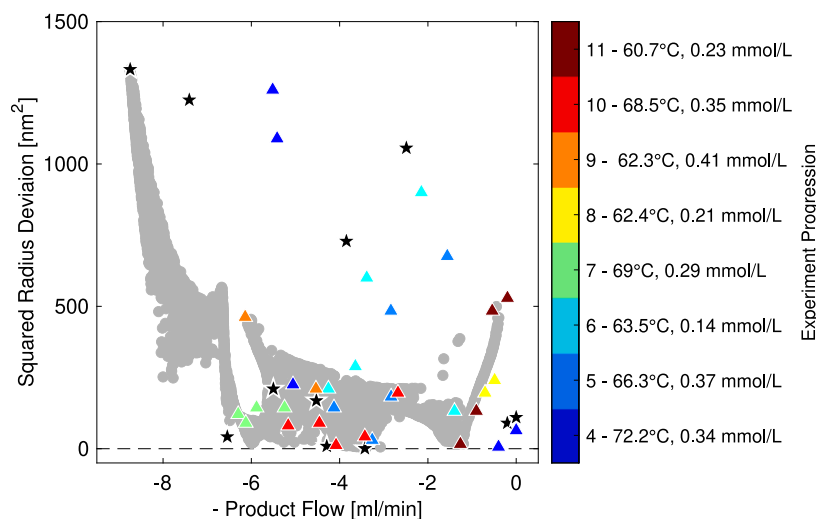 1500
1000
500
0
Squared Radius Deviaion [nm²]
-8
-6
-4
-2
0
- Product Flow [ml/min]
11 - 60.7°C, 0.23 mmol/L
10 - 68.5°C, 0.35 mmol/L
9 - 62.3°C, 0.41 mmol/L
8 - 62.4°C, 0.21 mmol/L
7 - 69°C, 0.29 mmol/L
6 - 63.5°C, 0.14 mmol/L
5 - 66.3°C, 0.37 mmol/L
4 - 72.2°C, 0.34 mmol/L
Experiment Progression